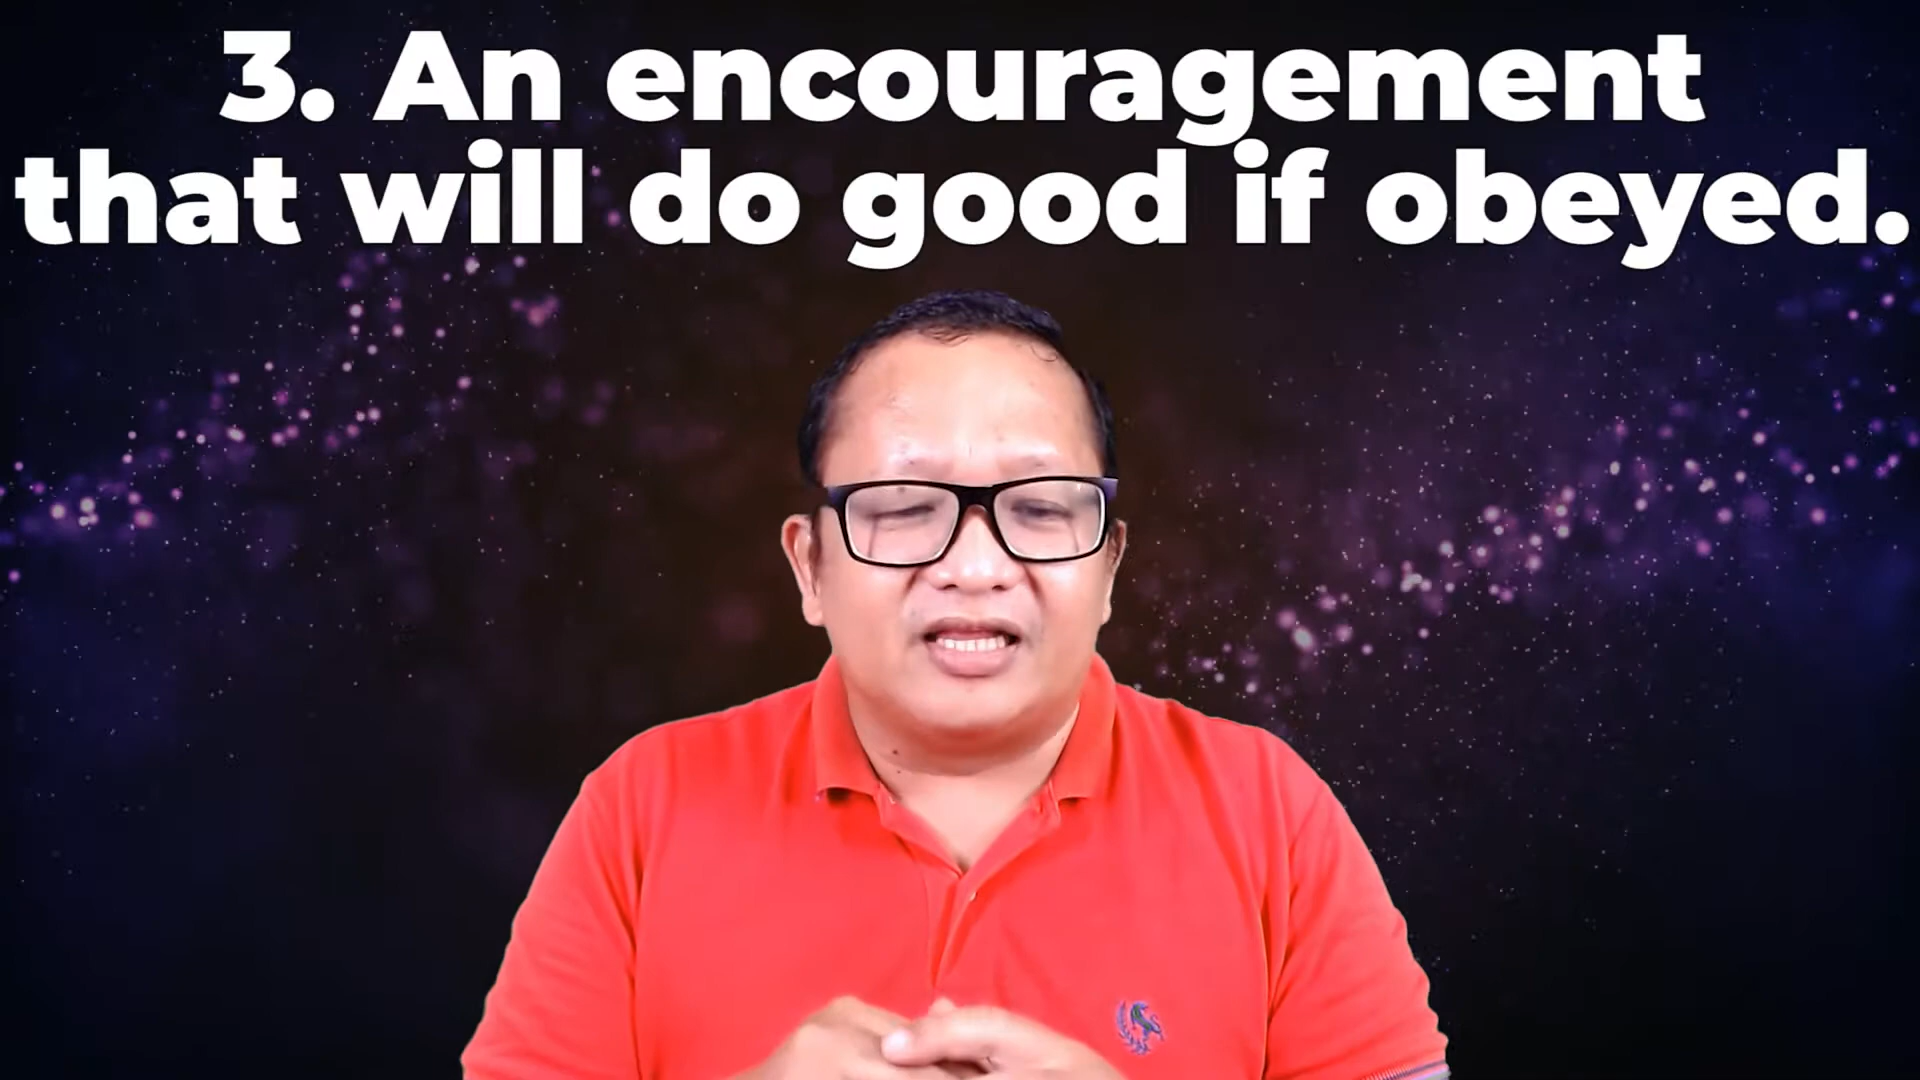 3. An encouragement
that will do good if obeyed.